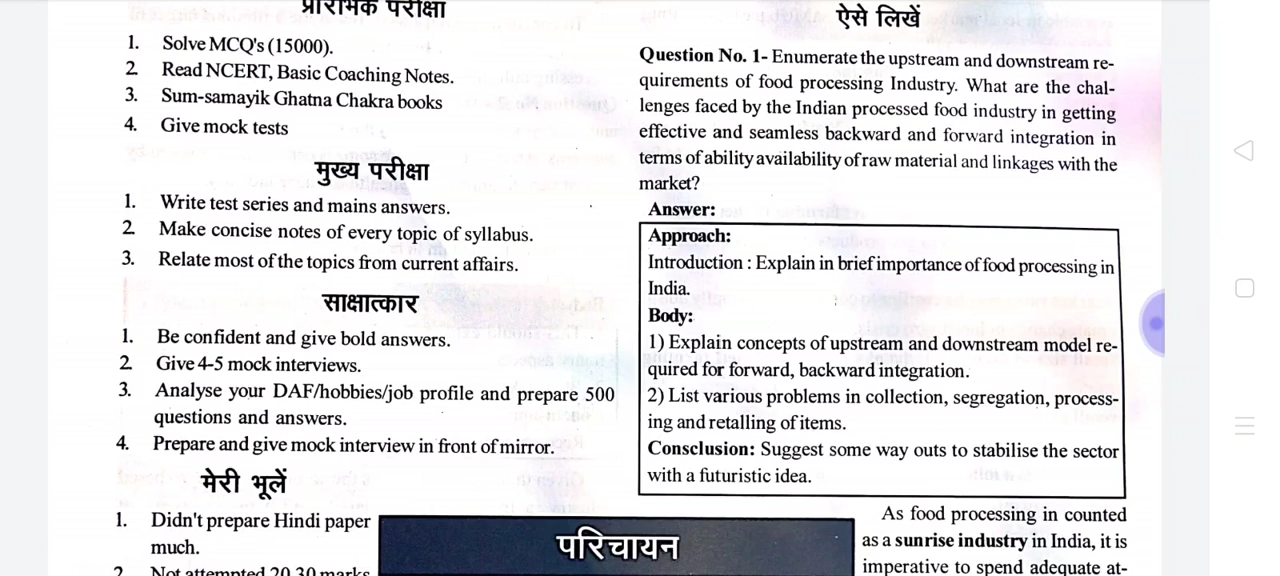 प्रारंभिक परीक्षा
1. Solve MCQ's (15000).
2. Read NCERT, Basic Coaching Notes.
3. Sum-samayik Ghatna Chakra books
4. Give mock tests
मुख्य परीक्षा
1. Write test series and mains answers.
2. Make concise notes of every topic of syllabus.
3. Relate most of the topics from current affairs.
साक्षात्कार
1. Be confident and give bold answers.
2. Give 4-5 mock interviews.
3. Analyse your DAF/hobbies/job profile and prepare 500
questions and answers.
4. Prepare and give mock interview in front of mirror.
मेरी भूलें
1. Didn't prepare Hindi paper
much.
2. Not attempted 20 30 marks
परिचायन
ऐसे लिखें
Question No. 1- Enumerate the upstream and downstream re-
quirements of food processing Industry. What are the chal-
lenges faced by the Indian processed food industry in getting
effective and seamless backward and forward integration in
terms of ability availability of raw material and linkages with the
market?
Answer:
Approach:
Introduction : Explain in brief importance of food processing in
India.
Body:
1) Explain concepts of upstream and downstream model re-
quired for forward, backward integration.
2) List various problems in collection, segregation, process-
ing and retalling of items.
Consclusion: Suggest some way outs to stabilise the sector
with a futuristic idea.
As food processing in counted
as a sunrise industry in India, it is
imperative to spend adequate at-